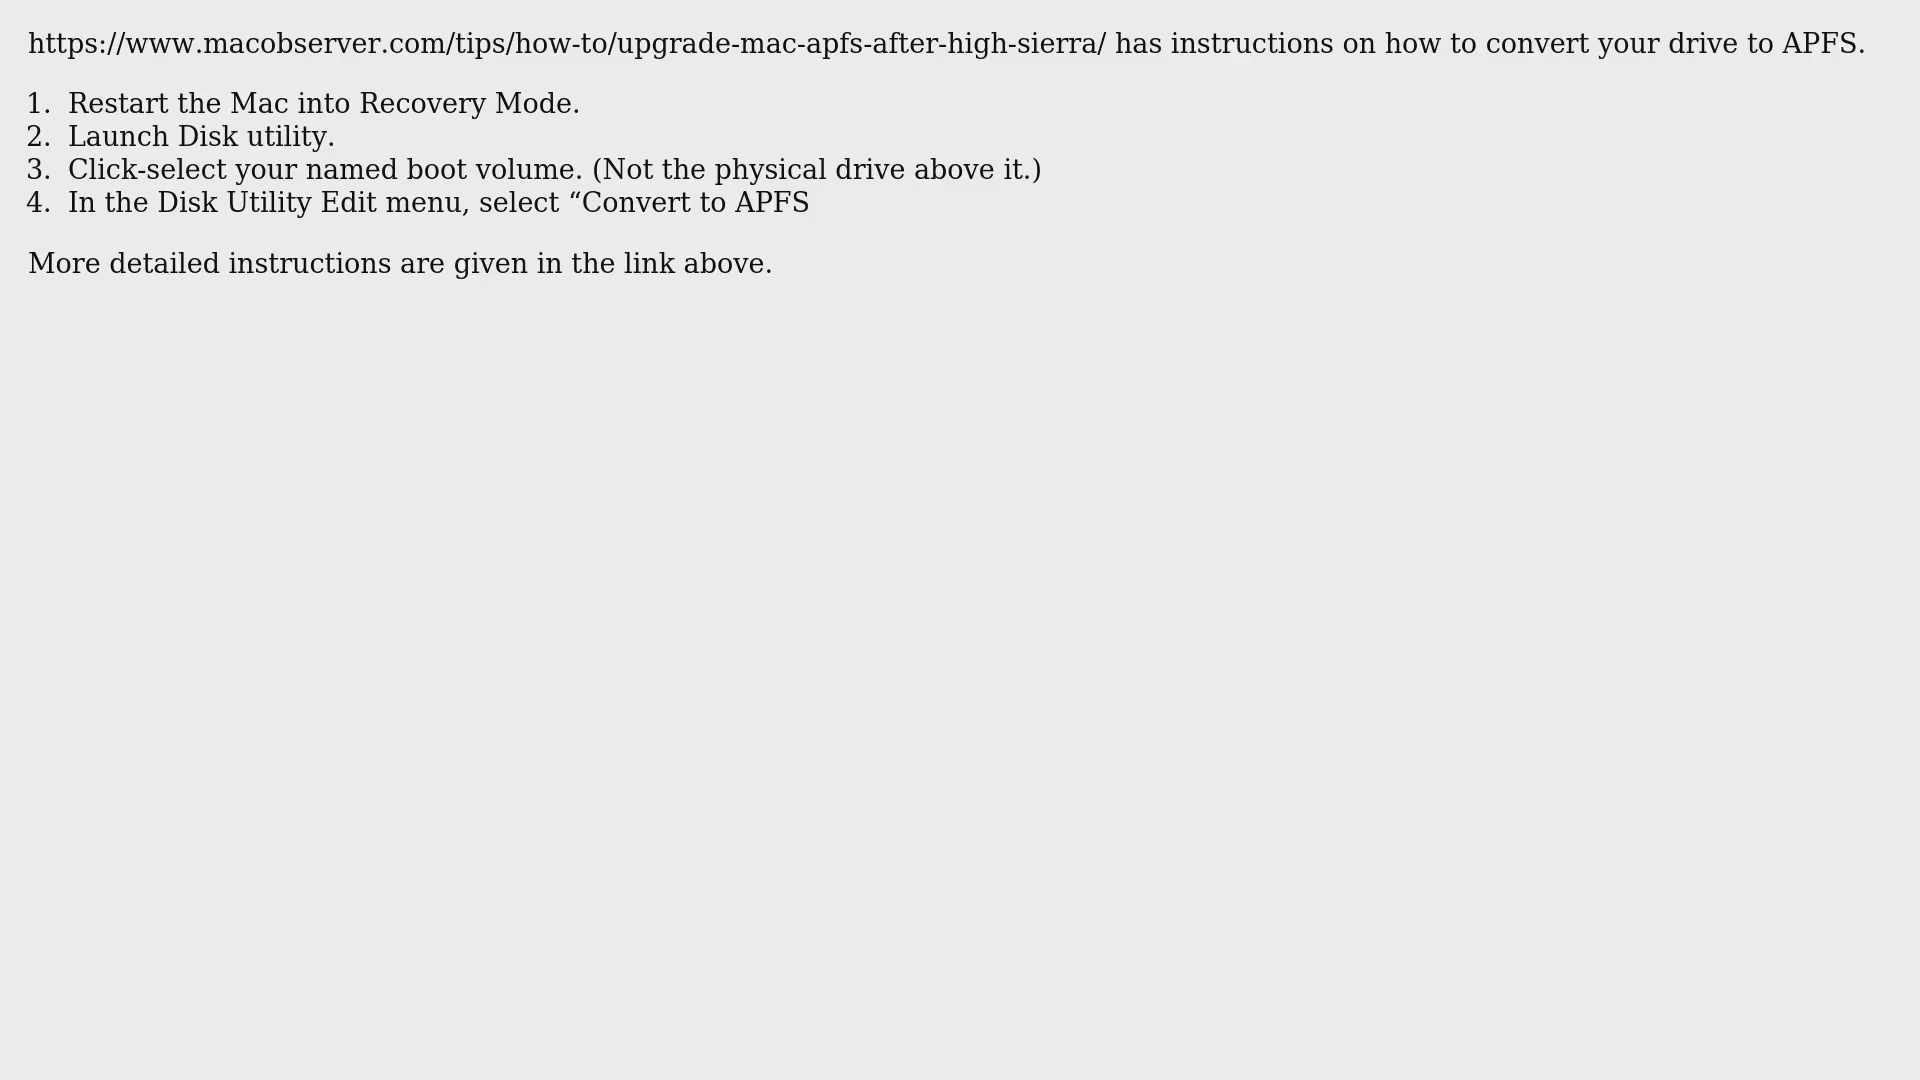 https://www.macobserver.com/tips/how-to/upgrade-mac-apfs-after-high-sierra/ has instructions on how to convert your drive to APFS.
1. Restart the Mac into Recovery Mode.
2. Launch Disk utility.
3. Click-select your named boot volume. (Not the physical drive above it.)
4. In the Disk Utility Edit menu, select “Convert to APFS
More detailed instructions are given in the link above.